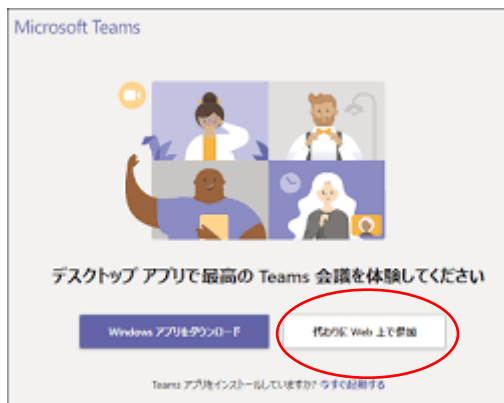 Microsoft Teams
デスクトップ アプリで最高の Teams 会議を体験してください
Windows アプリをダウンロード
代わりに Web 上で参加
Teams アプリをインストールしていますか? 今すぐ起動する